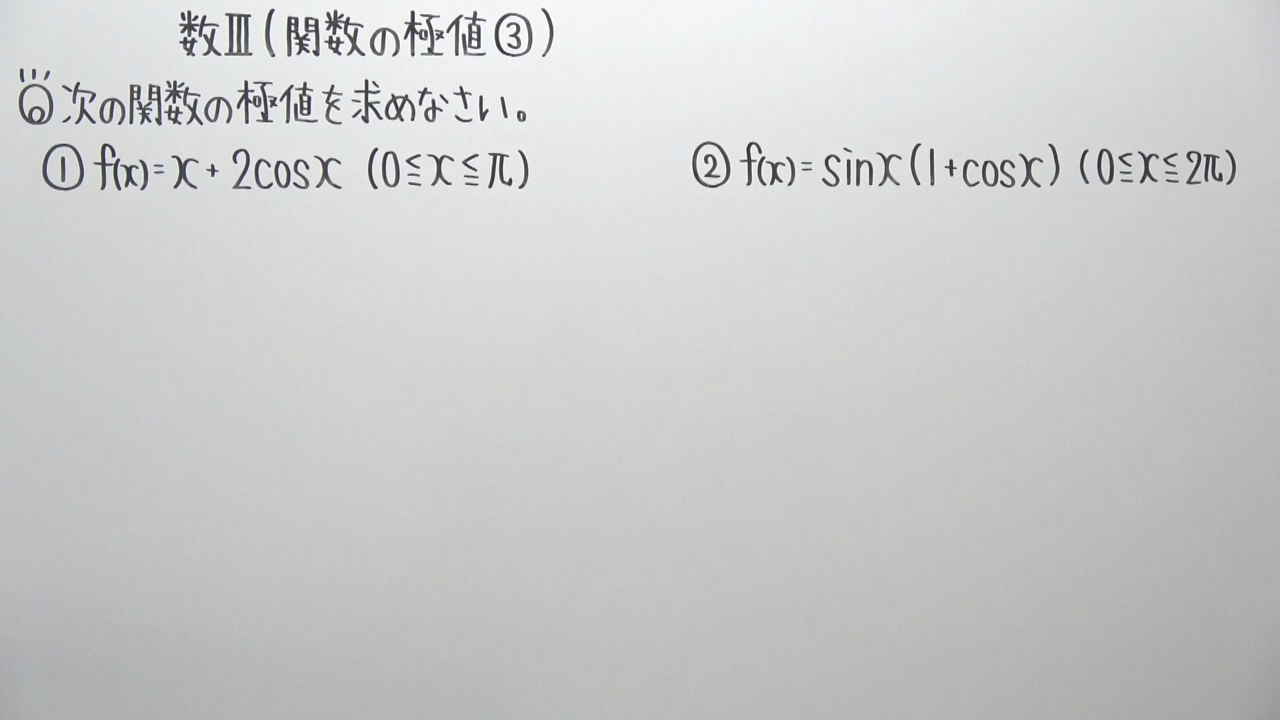 数Ⅲ(関数の極値③)
Q 次の関数の極値を求めなさい。
① f(x)=x+2cosx (0≦x≦π)
② f(x)=sinx(1+cosx) (0≦x≦2π)